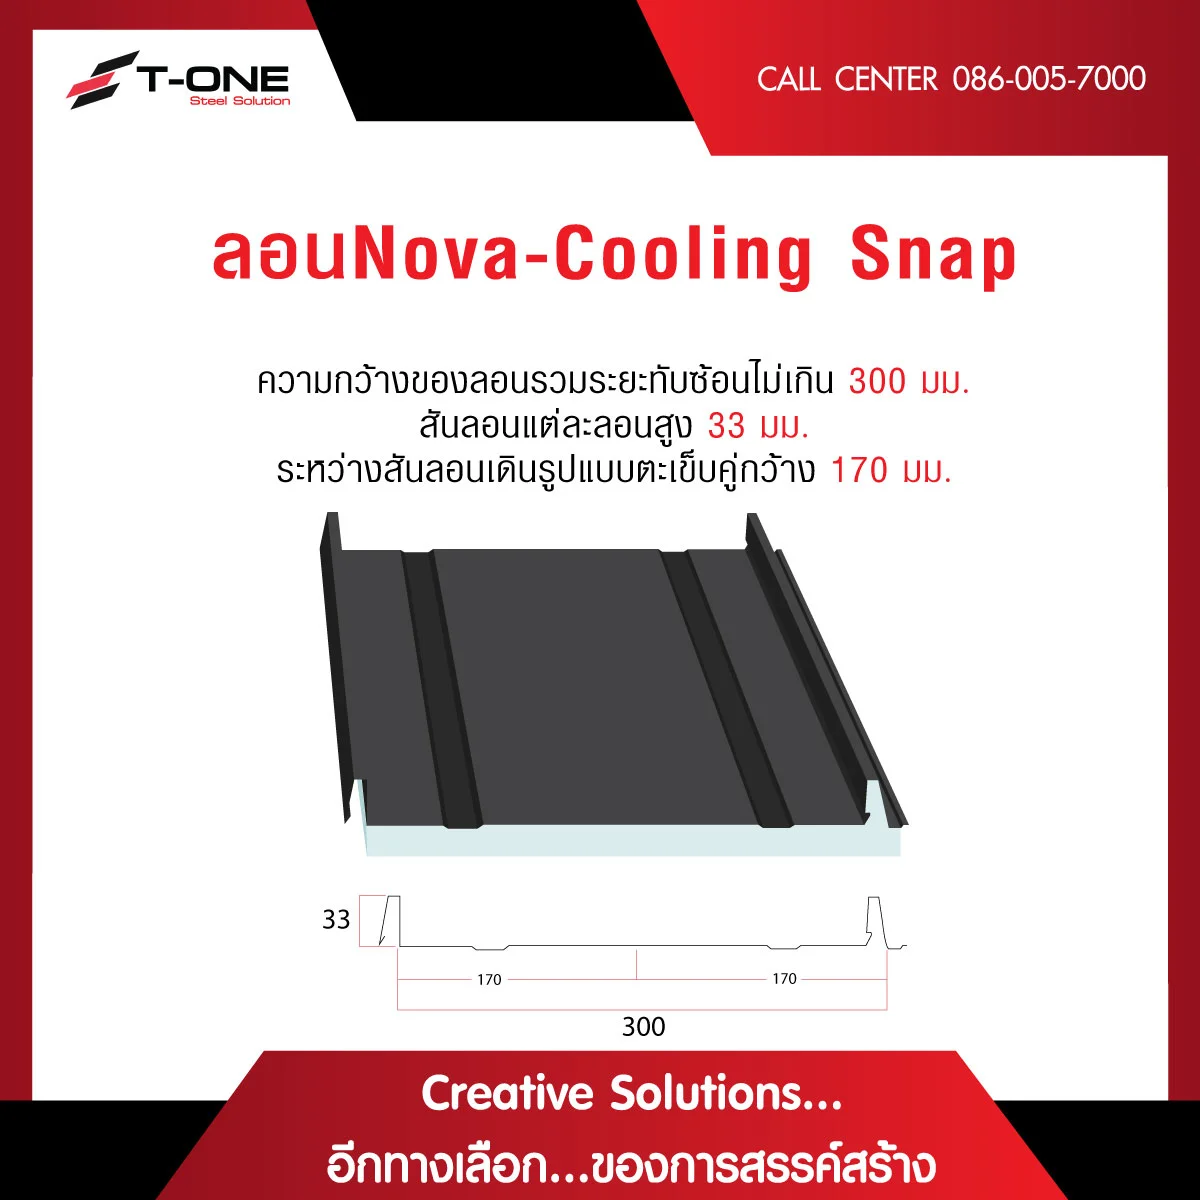 T-ONE
Steel Solution
CALL CENTER 086-005-7000
ลอนNova-Cooling Snap
ความกว้างของลอนรวมระยะทับซ้อนไม่เกิน 300 มม.
สันลอนแต่ละลอนสูง 33 มม.
ระหว่างสันลอนเดินรูปแบบตะเข็บคู่กว้าง 170 มม.
33
170
170
300
Creative Solutions...
อีกทางเลือก...ของการสรรค์สร้าง